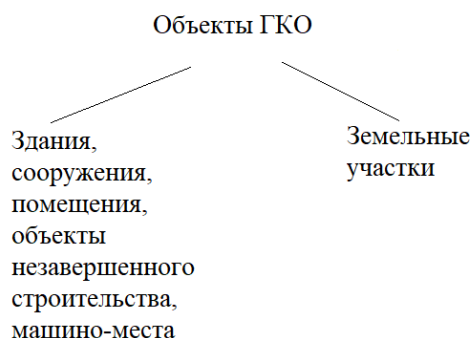 Объекты ГКО
Здания,
сооружения,
помещения,
объекты
незавершенного
строительства,
машино-места
Земельные
участки